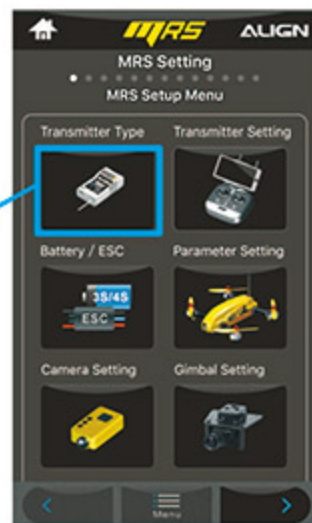 MRS ALIGN
MRS Setting
MRS Setup Menu
Transmitter Type Transmitter Setting
Battery / ESC Parameter Setting
3S/4S
ESC
Camera Setting Gimbal Setting
Menu